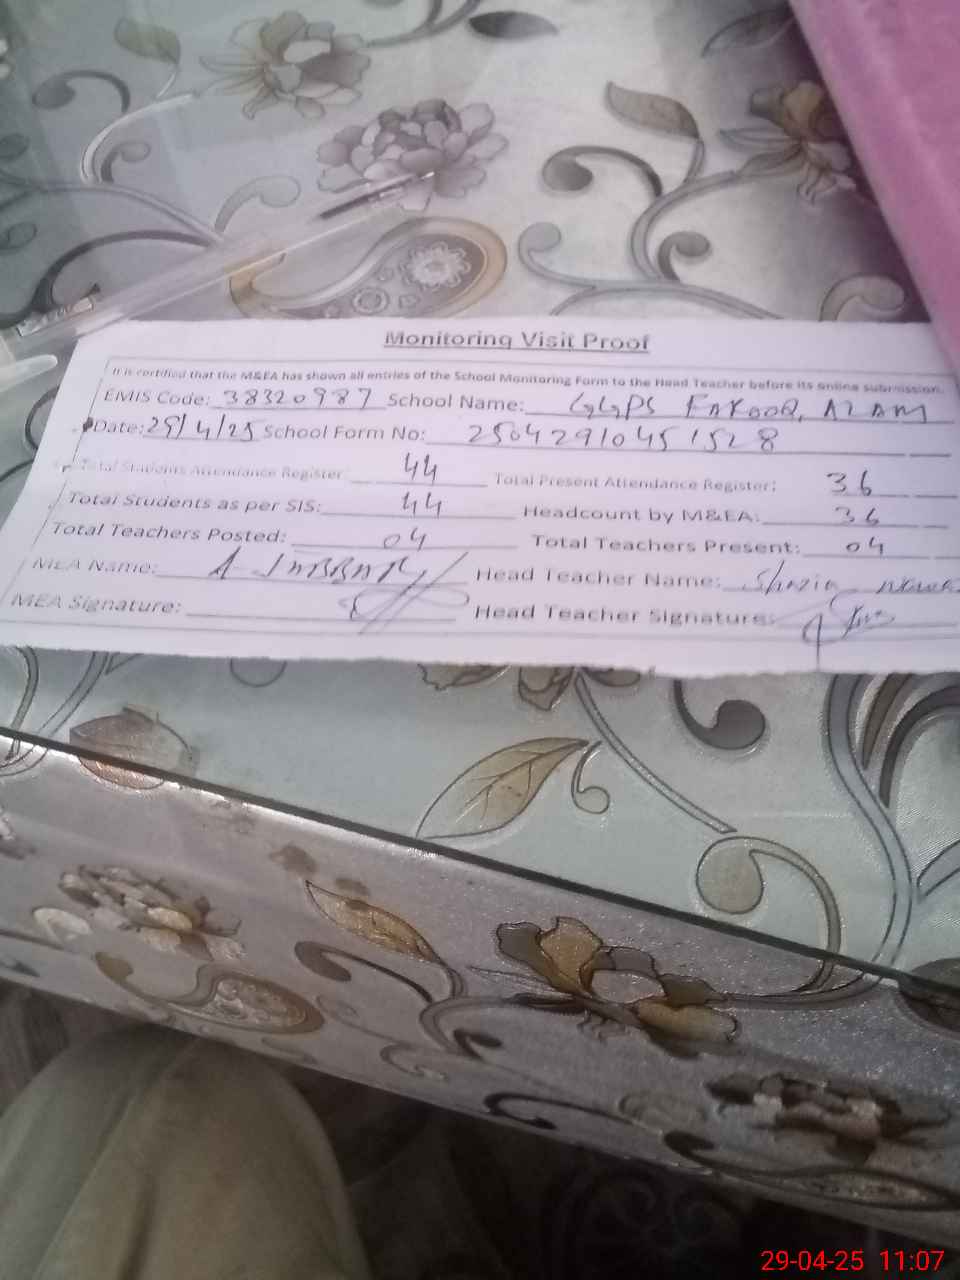 Monitoring Visit Proof
It is certified that the M&EA has shown all entries of the School Monitoring Form to the Head Teacher before its online submission.
EMIS Code: 38320987 School Name: GGPS FAKOOR, AZAM
Date: 29/4/25 School Form No: 25042910451528
Total Students Attendance Register: 44 Total Present Attendance Register: 36
Total Students as per SIS: 44 Headcount by M&EA: 36
Total Teachers Posted: 04 Total Teachers Present: 04
MEA Name: A Head Teacher Name: Shazia
MEA Signature: Head Teacher Signature:
29-04-25 11:07